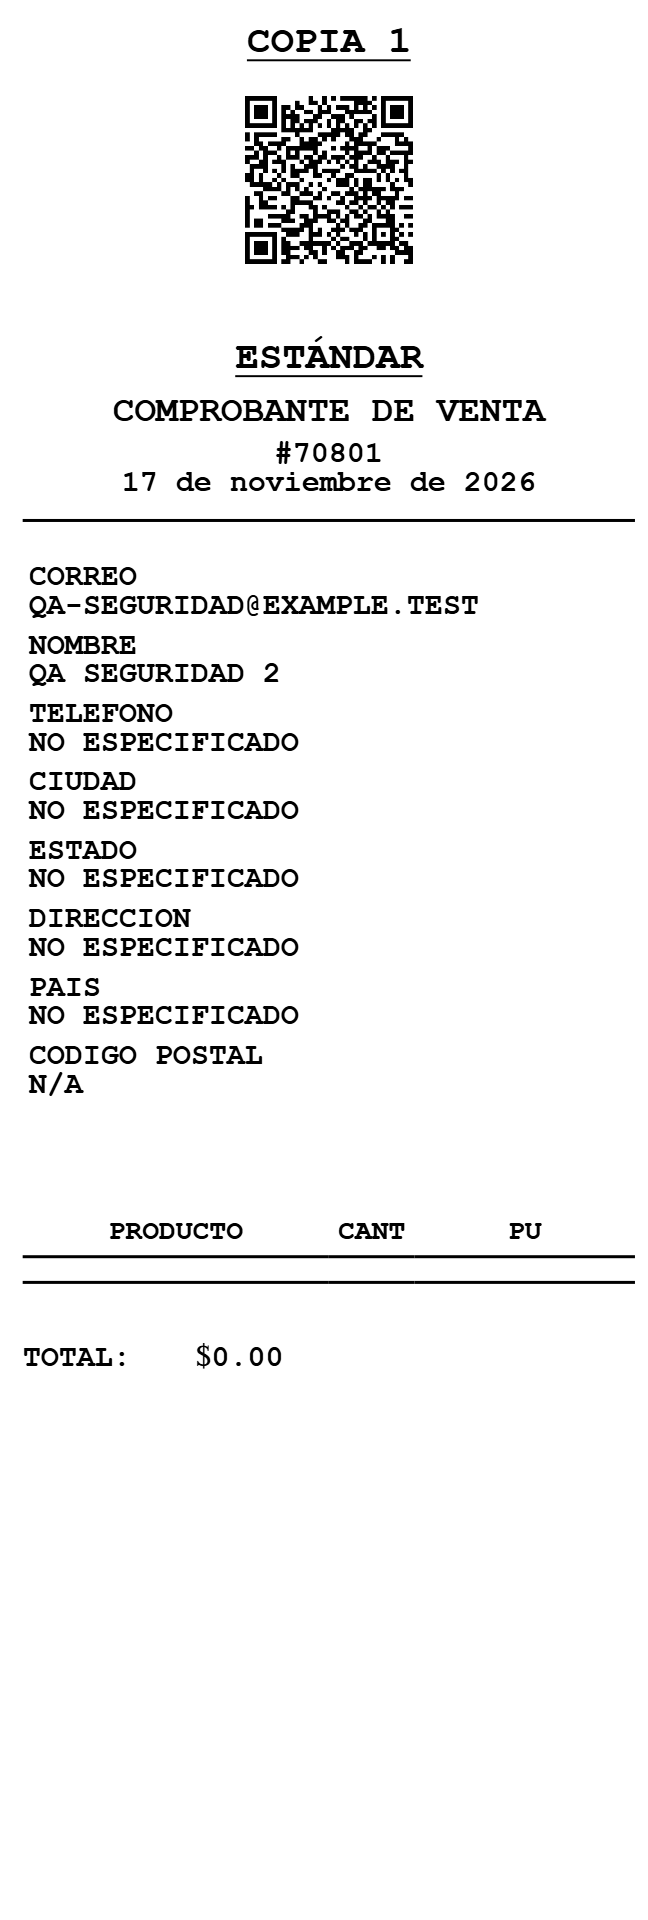 COPIA 1
ESTÁNDAR
COMPROBANTE DE VENTA
#70801
17 de noviembre de 2026
CORREO
QA-SEGURIDAD@EXAMPLE.TEST
NOMBRE
QA SEGURIDAD 2
TELEFONO
NO ESPECIFICADO
CIUDAD
NO ESPECIFICADO
ESTADO
NO ESPECIFICADO
DIRECCION
NO ESPECIFICADO
PAIS
NO ESPECIFICADO
CODIGO POSTAL
N/A
PRODUCTO CANT PU
TOTAL: $0.00